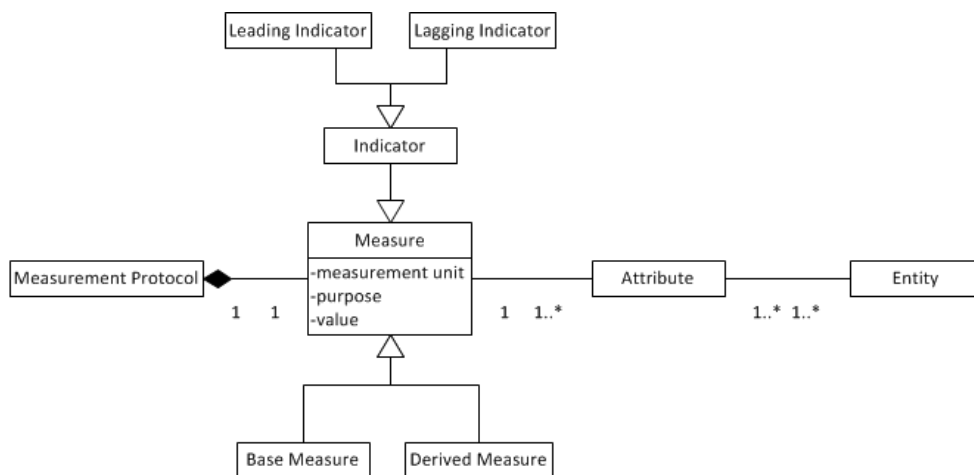 Leading Indicator
Lagging Indicator
Indicator
Measure
-measurement unit
-purpose
-value
Measurement Protocol
Attribute
Entity
1 1
1 1..*
1..* 1..*
Base Measure
Derived Measure